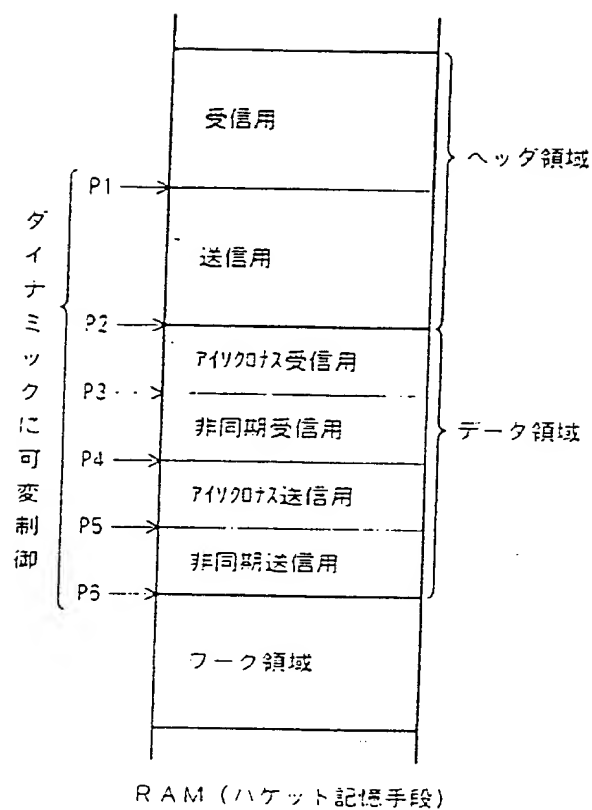 受信用
ヘッダ領域
P1
送信用
P2
アイソクロナス受信用
P3
非同期受信用
データ領域
P4
アイソクロナス送信用
P5
非同期送信用
P6
ワーク領域
ダイナミックに可変制御
RAM (パケット記憶手段)